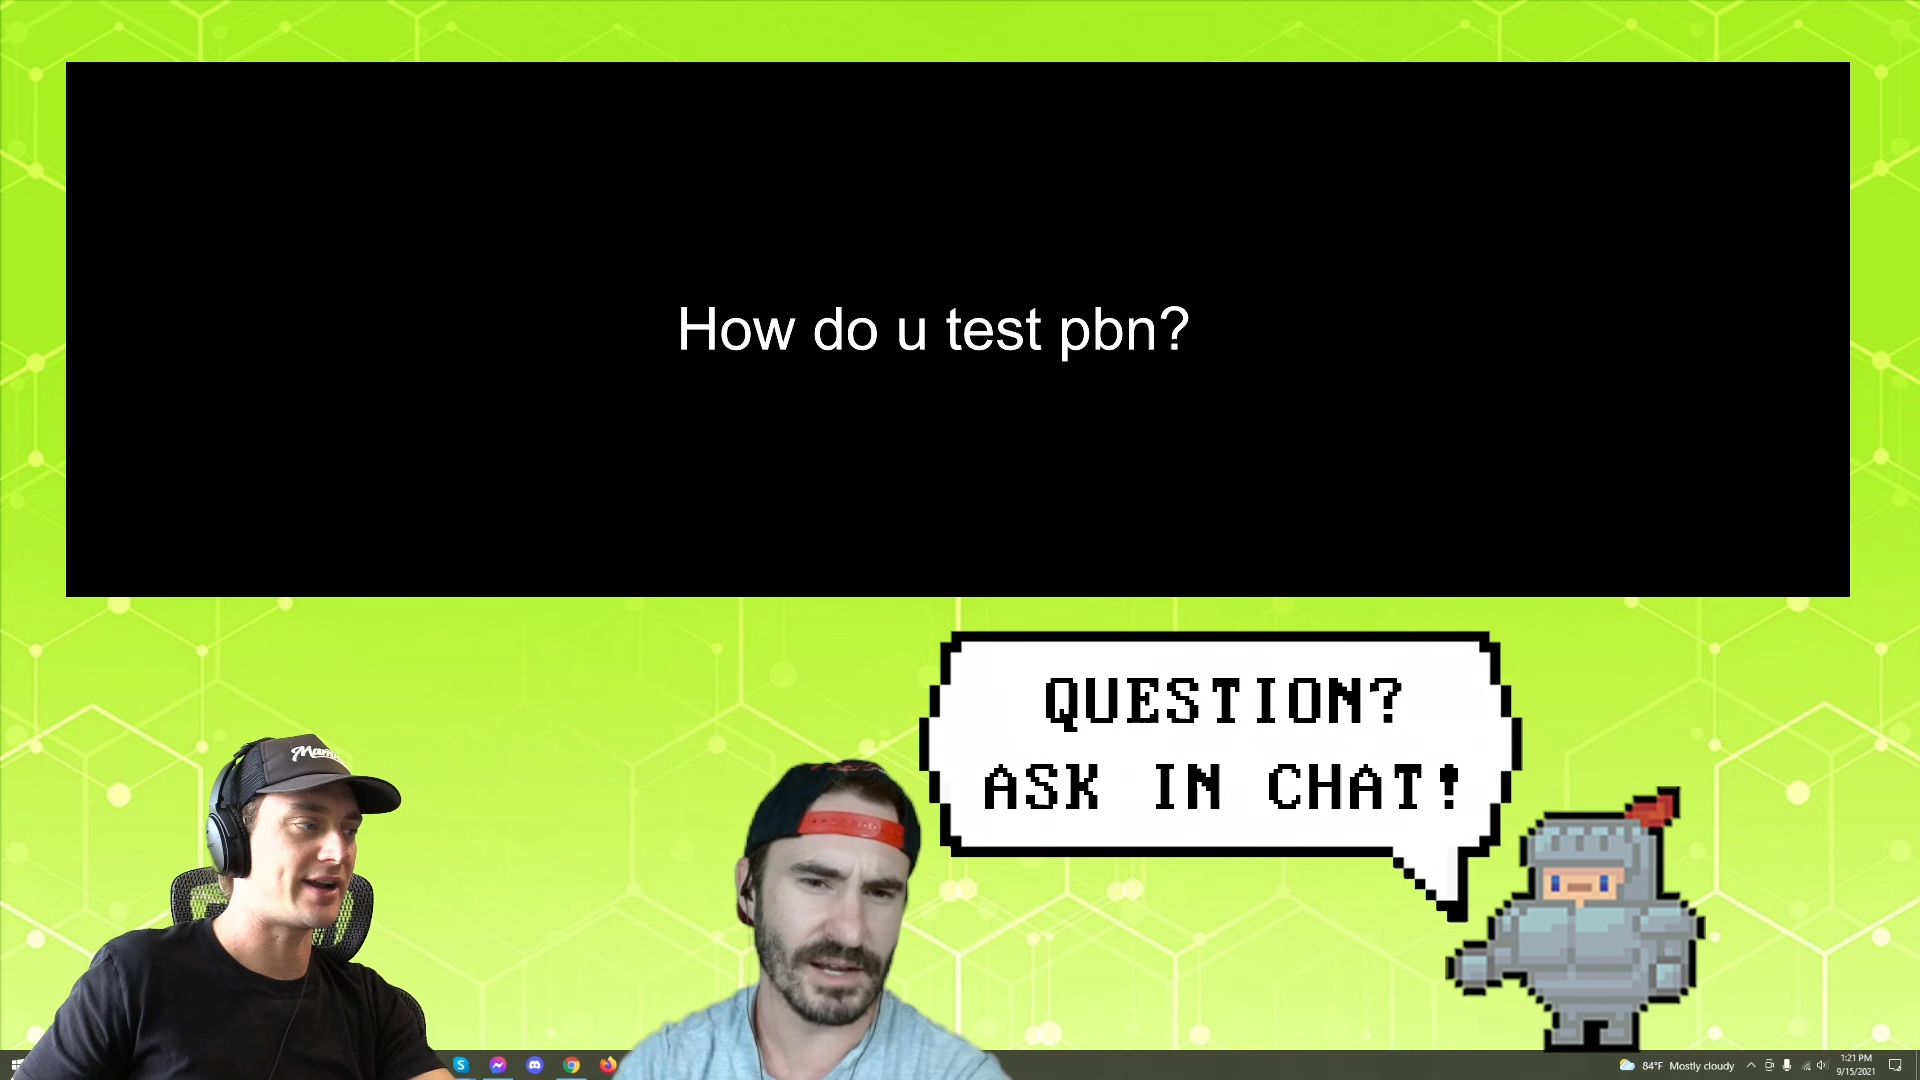 How do u test pbn?
QUESTION?
ASK IN CHAT!
84°F Mostly cloudy
1:21 PM
9/15/2021